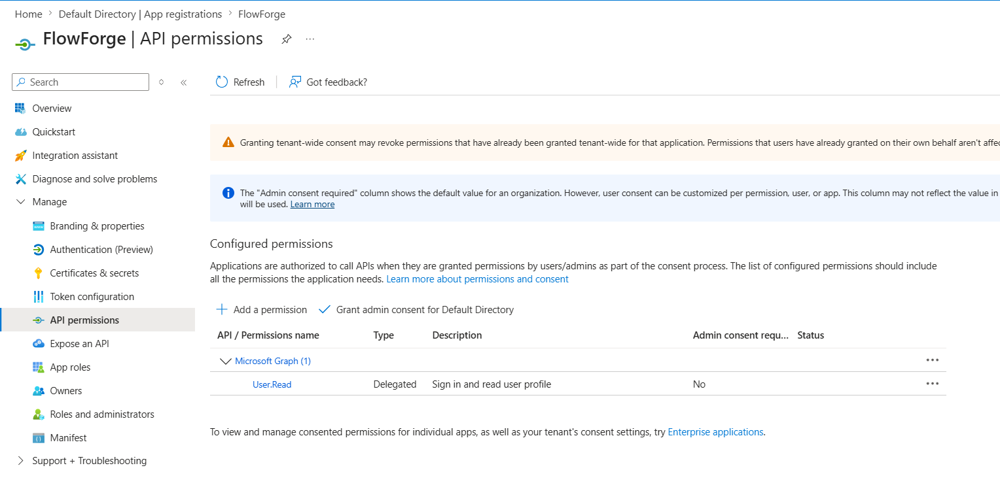 Home > Default Directory | App registrations > FlowForge
FlowForge | API permissions
Search
Refresh
Got feedback?
Overview
Quickstart
Integration assistant
Diagnose and solve problems
Manage
Branding & properties
Authentication (Preview)
Certificates & secrets
Token configuration
API permissions
Expose an API
App roles
Owners
Roles and administrators
Manifest
Support + Troubleshooting
Granting tenant-wide consent may revoke permissions that have already been granted tenant-wide for that application. Permissions that users have already granted on their own behalf aren't affec
The "Admin consent required" column shows the default value for an organization. However, user consent can be customized per permission, user, or app. This column may not reflect the value in
will be used. Learn more
Configured permissions
Applications are authorized to call APIs when they are granted permissions by users/admins as part of the consent process. The list of configured permissions should include
all the permissions the application needs. Learn more about permissions and consent
Add a permission
Grant admin consent for Default Directory
API / Permissions name Type Description Admin consent requ... Status
Microsoft Graph (1)
User.Read Delegated Sign in and read user profile No
To view and manage consented permissions for individual apps, as well as your tenant's consent settings, try Enterprise applications.